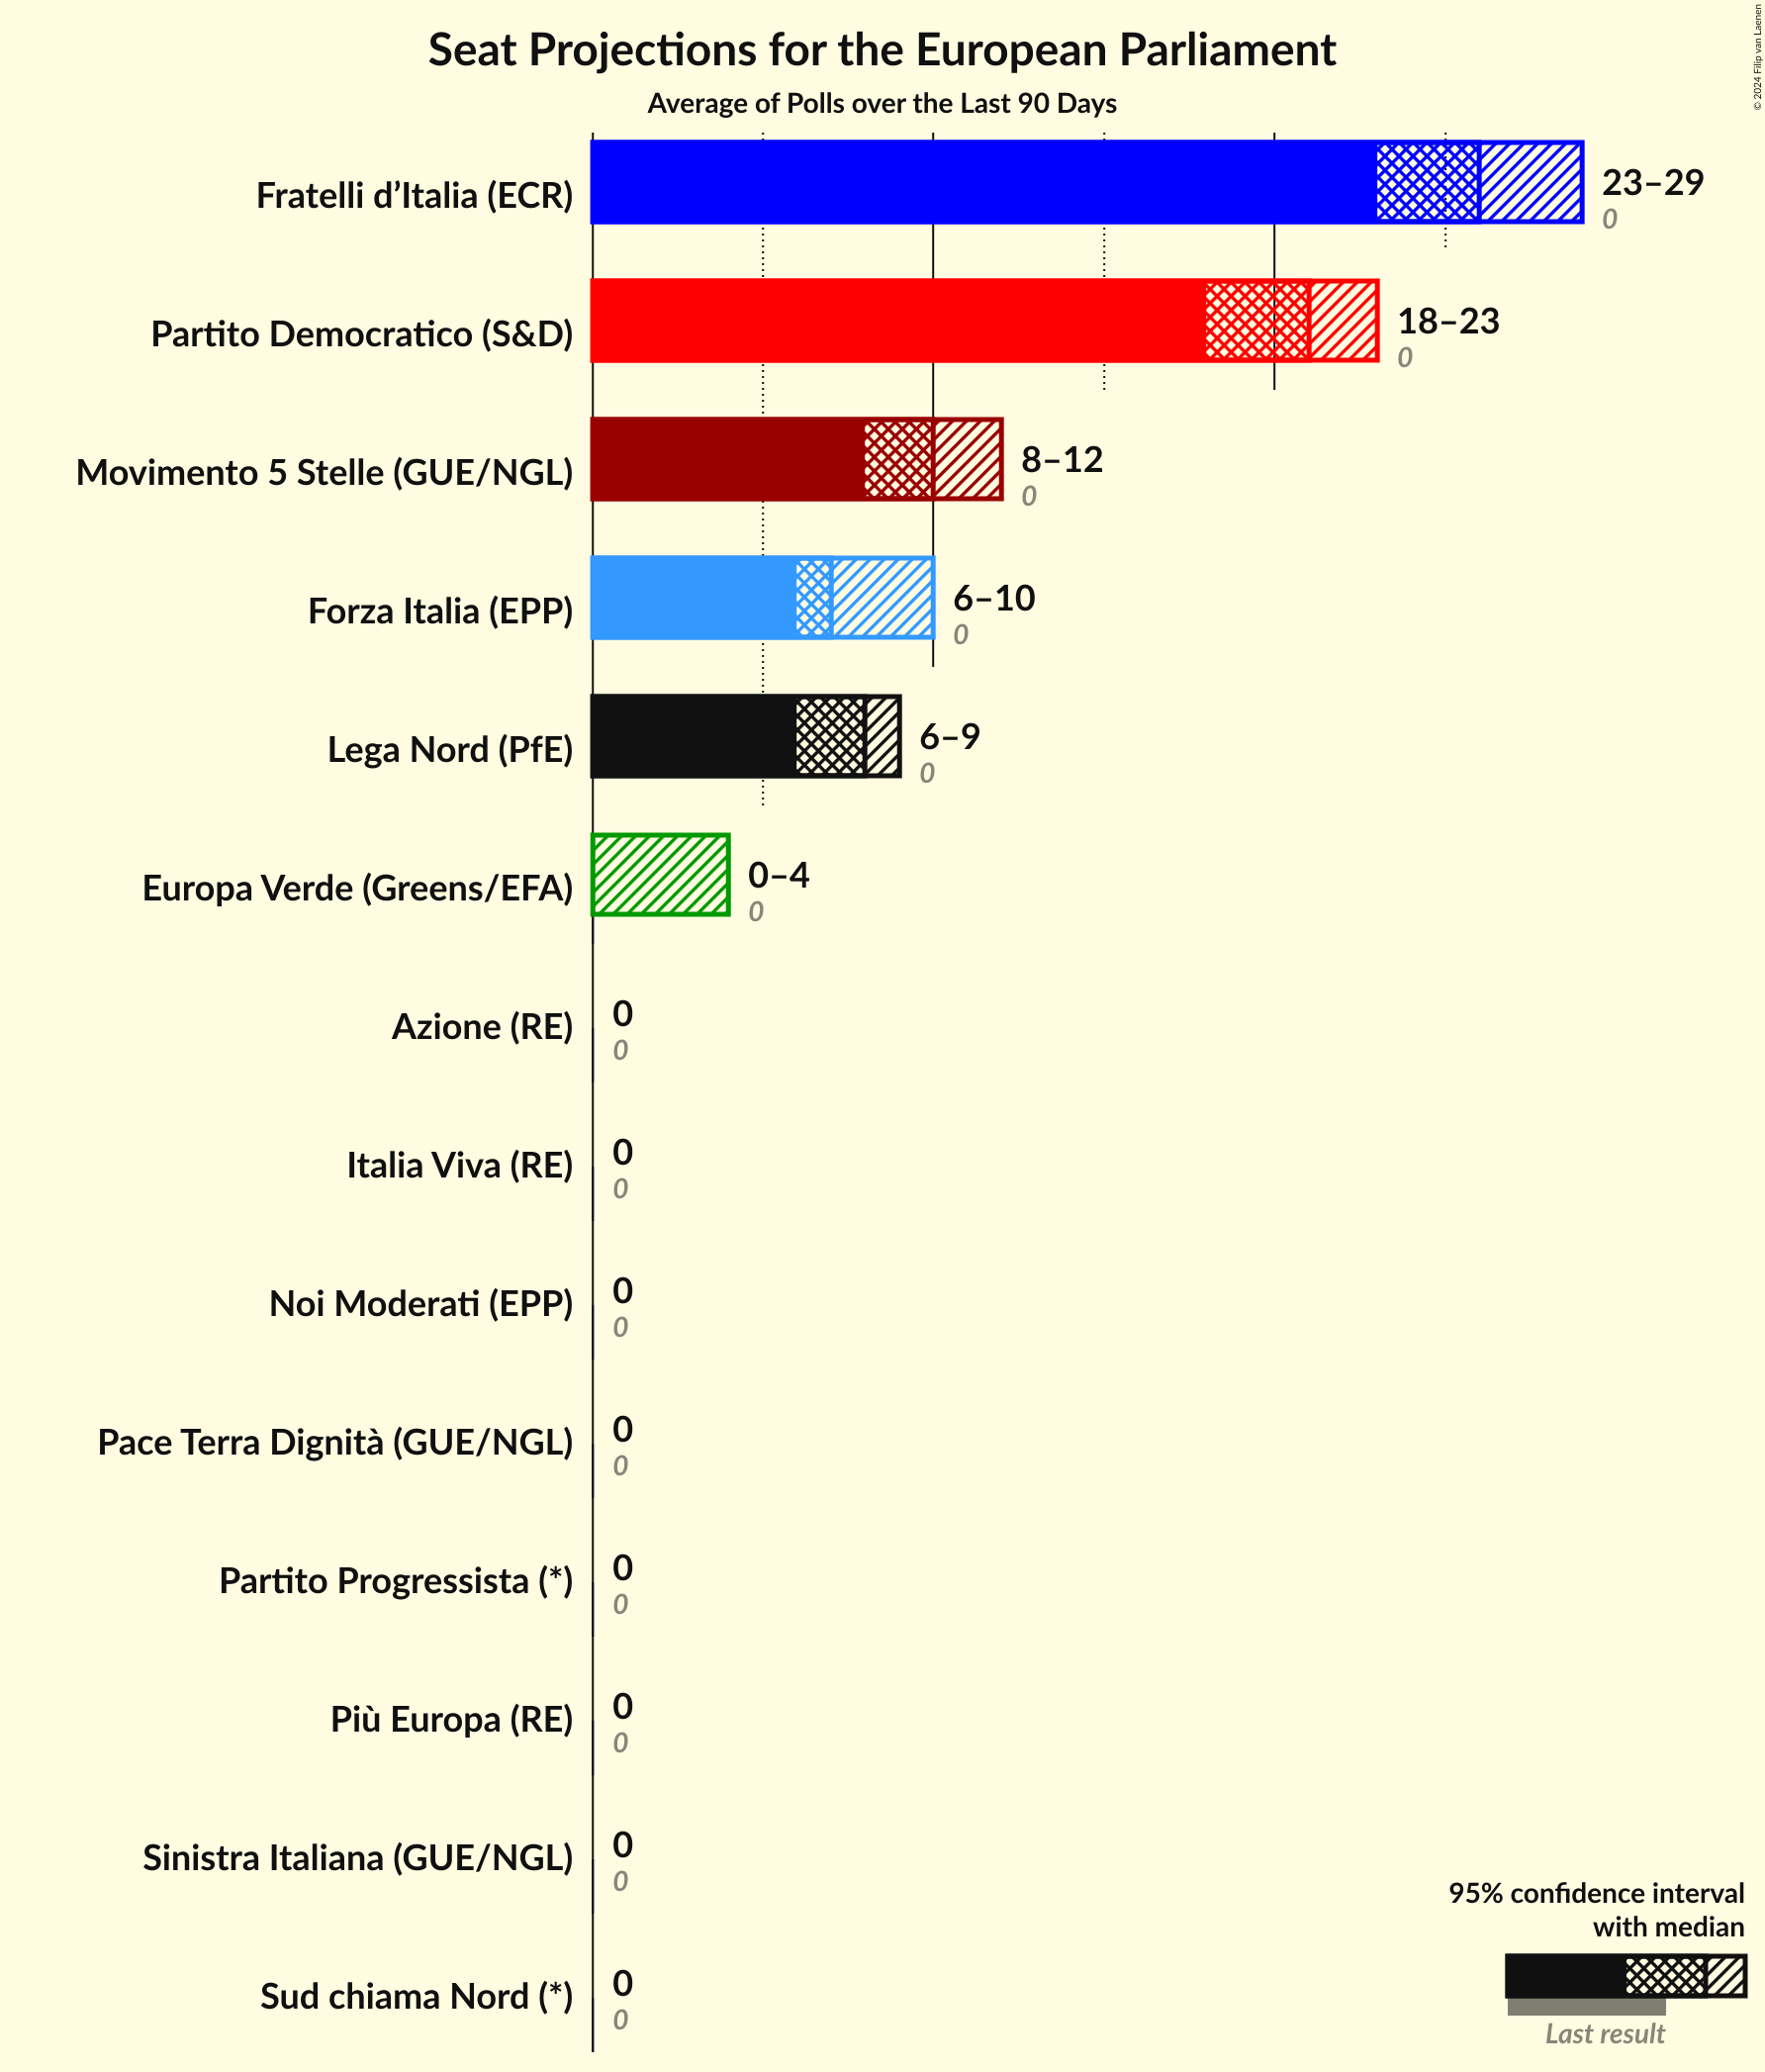 Seat Projections for the European Parliament
Average of Polls over the Last 90 Days
© 2024 Filip van Laenen
Fratelli d’Italia (ECR)
23–29
0
Partito Democratico (S&D)
18–23
0
Movimento 5 Stelle (GUE/NGL)
8–12
0
Forza Italia (EPP)
6–10
0
Lega Nord (PfE)
6–9
0
Europa Verde (Greens/EFA)
0–4
0
Azione (RE)
0
0
Italia Viva (RE)
0
0
Noi Moderati (EPP)
0
0
Pace Terra Dignità (GUE/NGL)
0
0
Partito Progressista (*)
0
0
Più Europa (RE)
0
0
Sinistra Italiana (GUE/NGL)
0
0
Sud chiama Nord (*)
0
0
95% confidence interval
with median
Last result